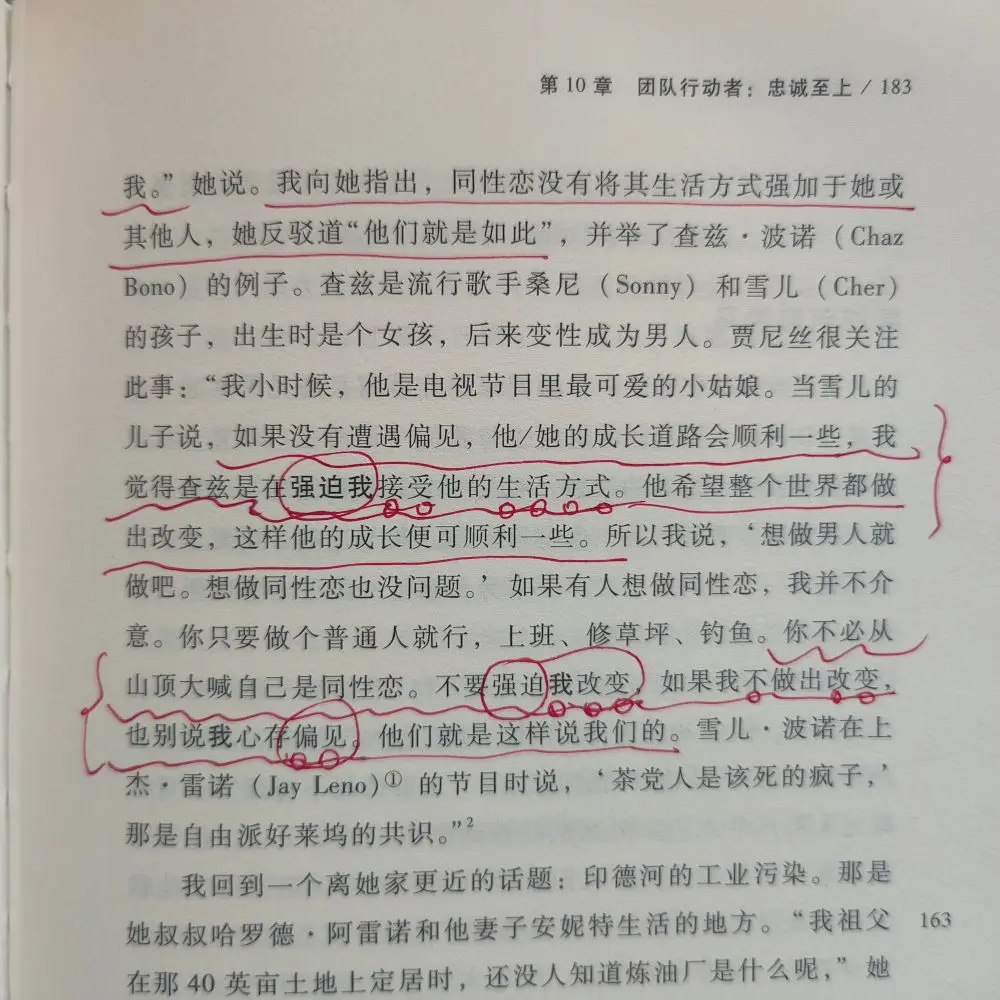 第10章 团队行动者：忠诚至上 / 183
我。”她说。我向她指出，同性恋没有将其生活方式强加于她或
其他人，她反驳道“他们就是如此”，并举了查兹·波诺（Chaz
Bono）的例子。查兹是流行歌手桑尼（Sonny）和雪儿（Cher）
的孩子，出生时是个女孩，后来变性成为男人。贾尼丝很关注
此事：“我小时候，他是电视节目里最可爱的小姑娘。当雪儿的
儿子说，如果没有遭遇偏见，他/她的成长道路会顺利一些，我
觉得查兹是在强迫我接受他的生活方式。他希望整个世界都做
出改变，这样他的成长便可顺利一些。所以我说，‘想做男人就
做吧。想做同性恋也没问题。’如果有人想做同性恋，我并不介
意。你只要做个普通人就行，上班、修草坪、钓鱼。你不必从
山顶大喊自己是同性恋。不要强迫我改变，如果我不做出改变，
也别说我心存偏见。他们就是这样说我们的。雪儿·波诺在上
杰·雷诺（Jay Leno）①的节目时说，‘茶党人是该死的疯子，’
那是自由派好莱坞的共识。”2
我回到一个离她家更近的话题：印德河的工业污染。那是
她叔叔哈罗德·阿雷诺和他妻子安妮特生活的地方。“我祖父 163
在那40英亩土地上定居时，还没人知道炼油厂是什么呢，”她